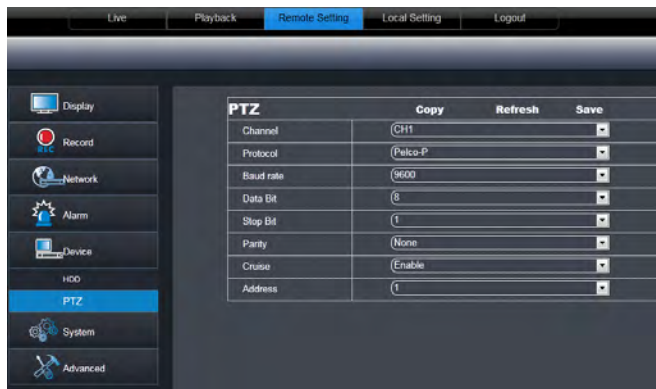 Live Playback Remote Setting Local Setting Logout
Display
REC Record
Network
Alarm
Device
HDD
PTZ
System
Advanced
PTZ Copy Refresh Save
Channel CH1
Protocol Pelco-P
Baud rate 9600
Data Bit 8
Stop Bit 1
Parity None
Cruise Enable
Address 1